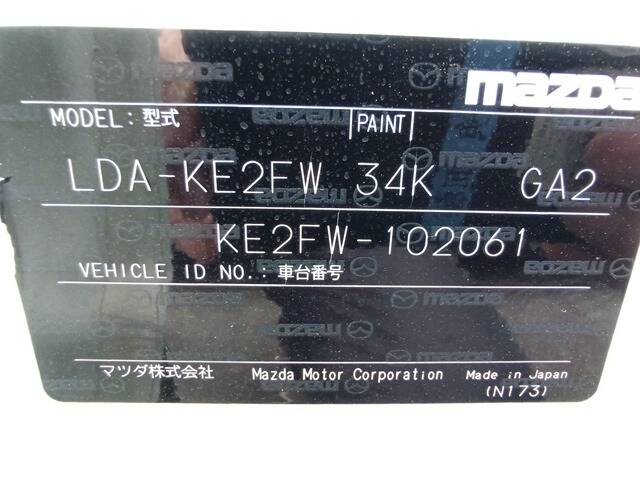 mazda
MODEL:型式 PAINT
LDA-KE2FW 34K GA2
KE2FW-102061
VEHICLE ID NO.:車台番号
マツダ株式会社 Mazda Motor Corporation Made in Japan
(N173)